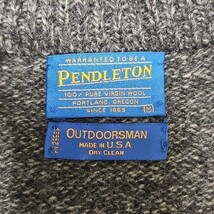 WARRANTED TO BE A
PENDLETON
100% PURE VIRGIN WOOL
PORTLAND, OREGON
SINCE 1863 M
OUTDOORSMAN
MADE IN U.S.A
DRY CLEAN